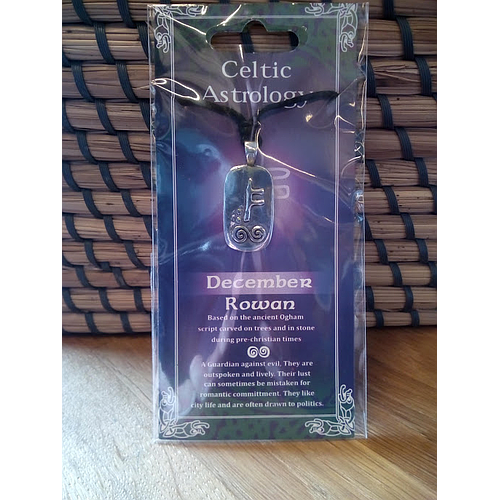 Celtic
Astrology
December
Rowan
Based on the ancient Ogham
script carved on trees and in stone
during pre-christian times
A Guardian against evil. They are
outspoken and lively. Their lust
can sometimes be mistaken for
romantic committment. They like
city life and are often drawn to politics.